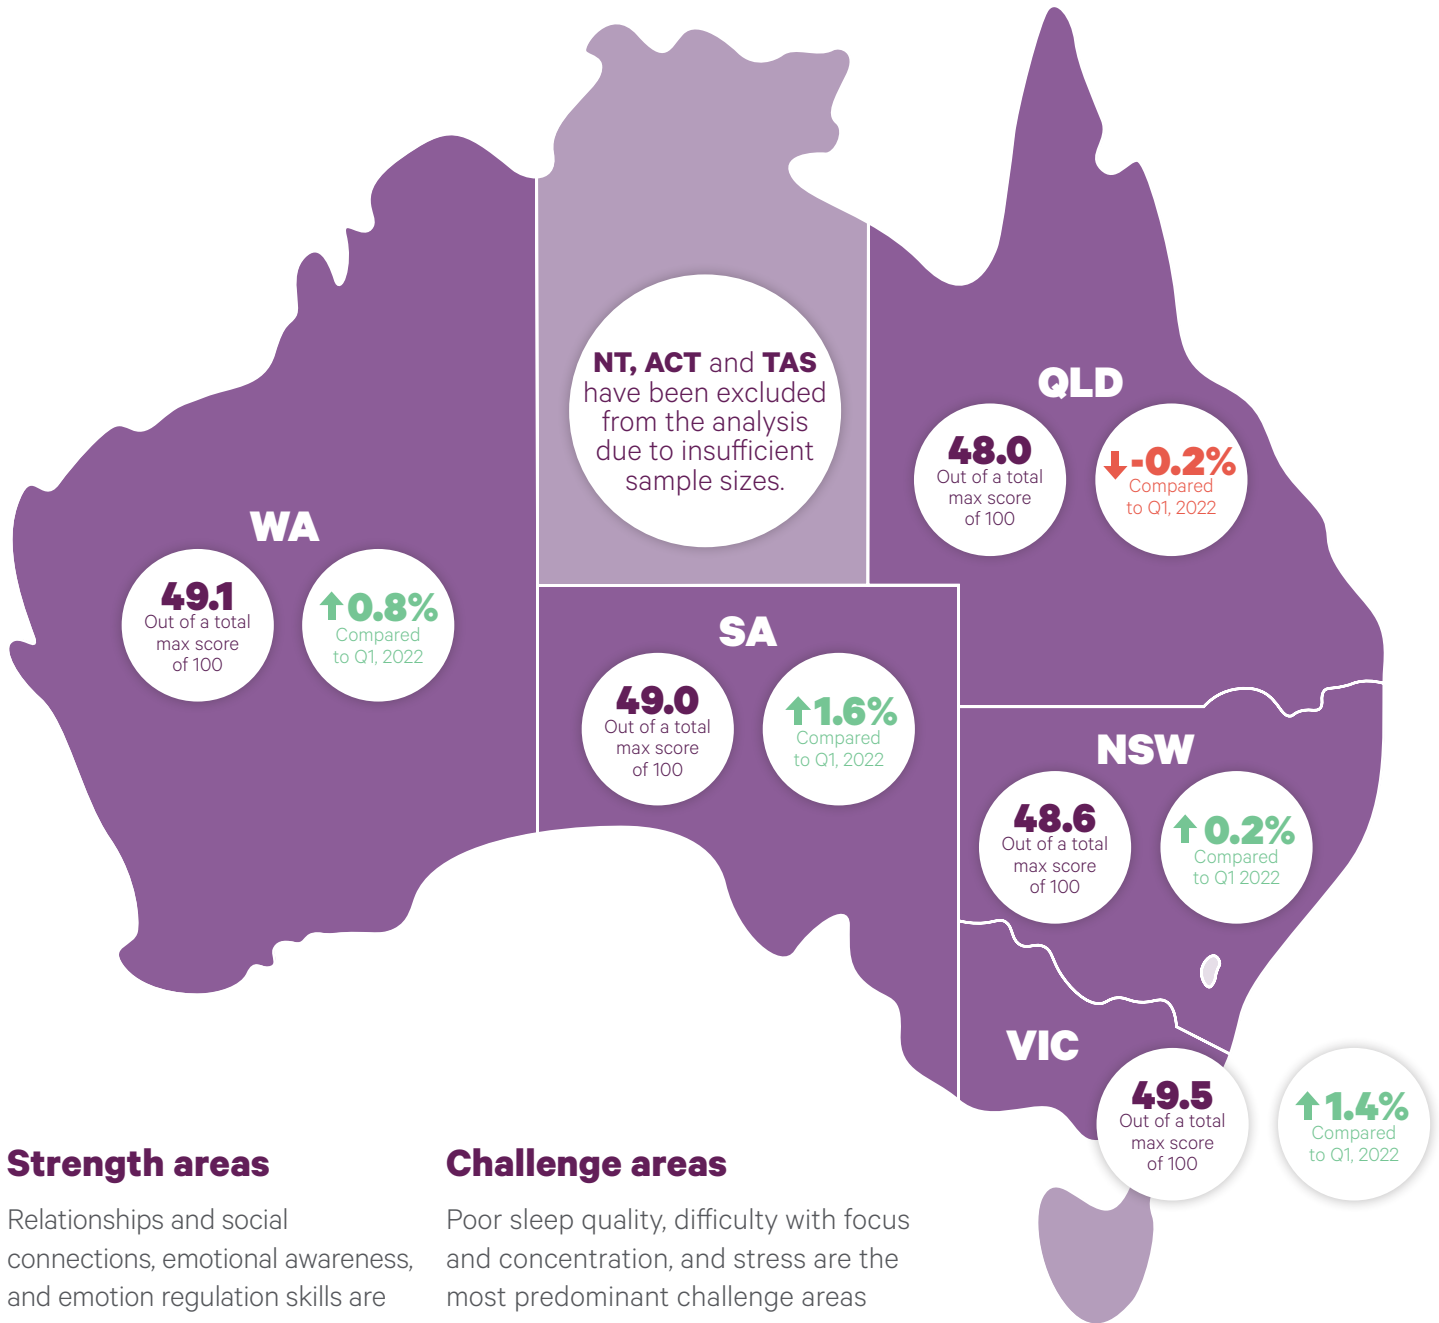 NT, ACT and TAS
have been excluded
from the analysis
due to insufficient
sample sizes.
QLD
48.0
Out of a total
max score
of 100
-0.2%
Compared
to Q1, 2022
WA
49.1
Out of a total
max score
of 100
0.8%
Compared
to Q1, 2022
SA
49.0
Out of a total
max score
of 100
1.6%
Compared
to Q1, 2022
NSW
48.6
Out of a total
max score
of 100
0.2%
Compared
to Q1 2022
VIC
49.5
Out of a total
max score
of 100
1.4%
Compared
to Q1, 2022
Strength areas
Relationships and social
connections, emotional awareness,
and emotion regulation skills are
Challenge areas
Poor sleep quality, difficulty with focus
and concentration, and stress are the
most predominant challenge areas